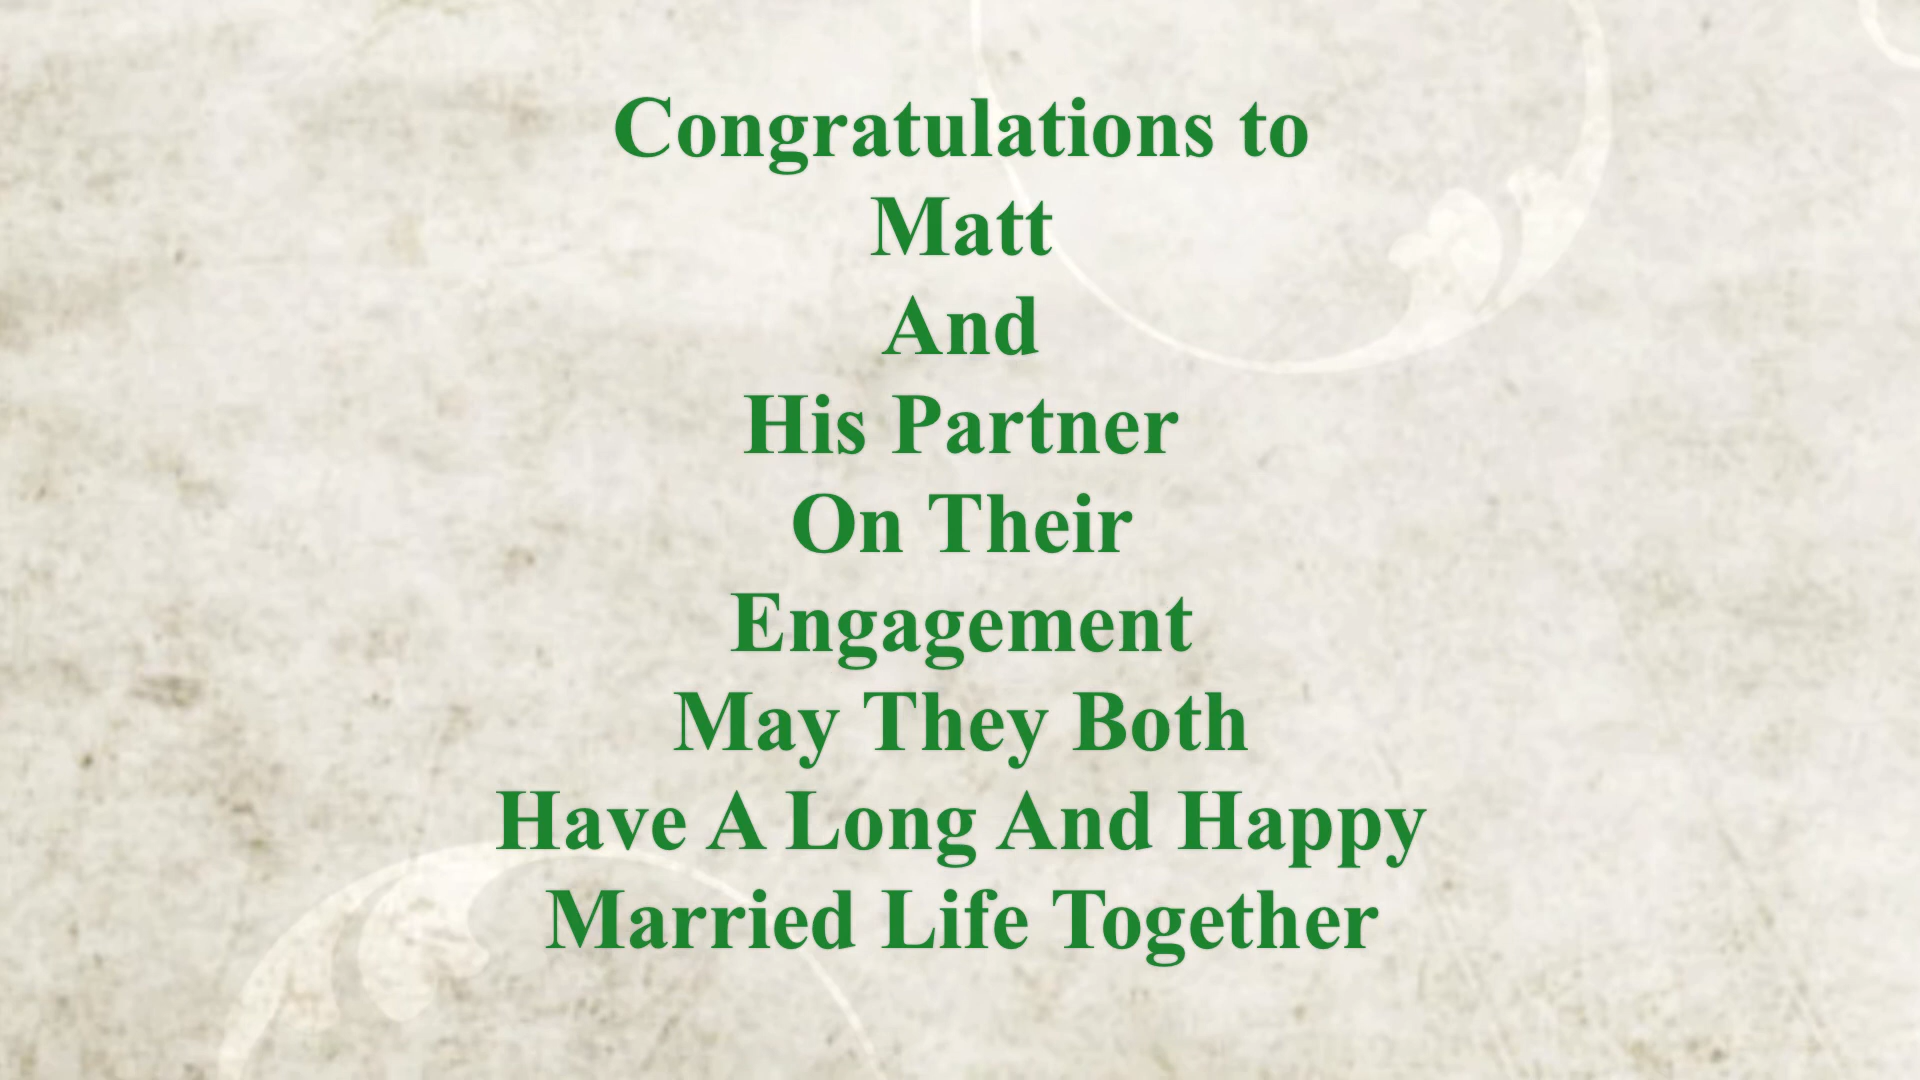 Congratulations to
Matt
And
His Partner
On Their
Engagement
May They Both
Have A Long And Happy
Married Life Together